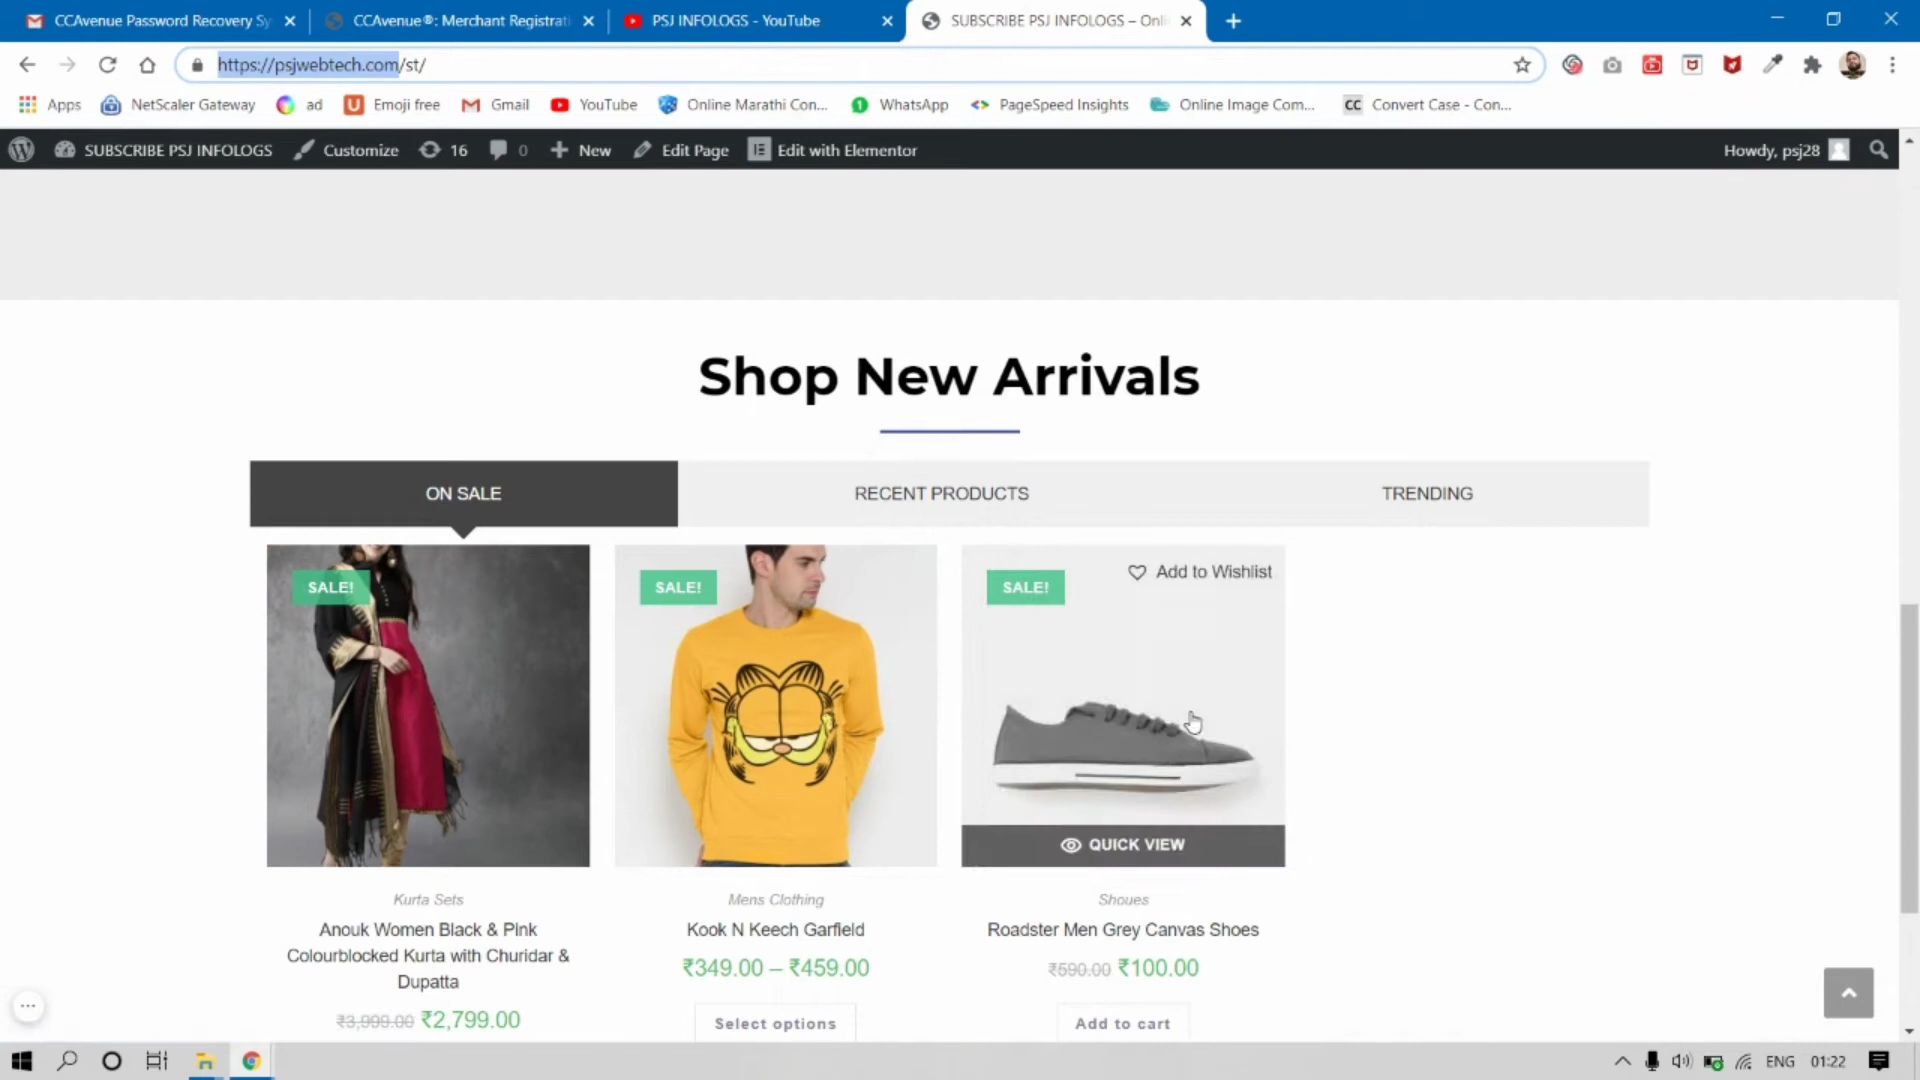 CCAvenue Password Recovery Sy
CCAvenue®: Merchant Registrati
PSJ INFOLOGS - YouTube
SUBSCRIBE PSJ INFOLOGS – Onli
https://psjwebtech.com/st/
Apps
NetScaler Gateway
ad
Emoji free
Gmail
YouTube
Online Marathi Con...
WhatsApp
PageSpeed Insights
Online Image Com...
CC
Convert Case - Con...
SUBSCRIBE PSJ INFOLOGS
Customize
16
0
New
Edit Page
Edit with Elementor
Howdy, psj28
Shop New Arrivals
ON SALE
RECENT PRODUCTS
TRENDING
SALE!
SALE!
SALE!
Add to Wishlist
QUICK VIEW
Kurta Sets
Anouk Women Black & Pink
Colourblocked Kurta with Churidar &
Dupatta
₹3,999.00 ₹2,799.00
Mens Clothing
Kook N Keech Garfield
₹349.00 – ₹459.00
Select options
Shoues
Roadster Men Grey Canvas Shoes
₹590.00 ₹100.00
Add to cart
ENG
01:22